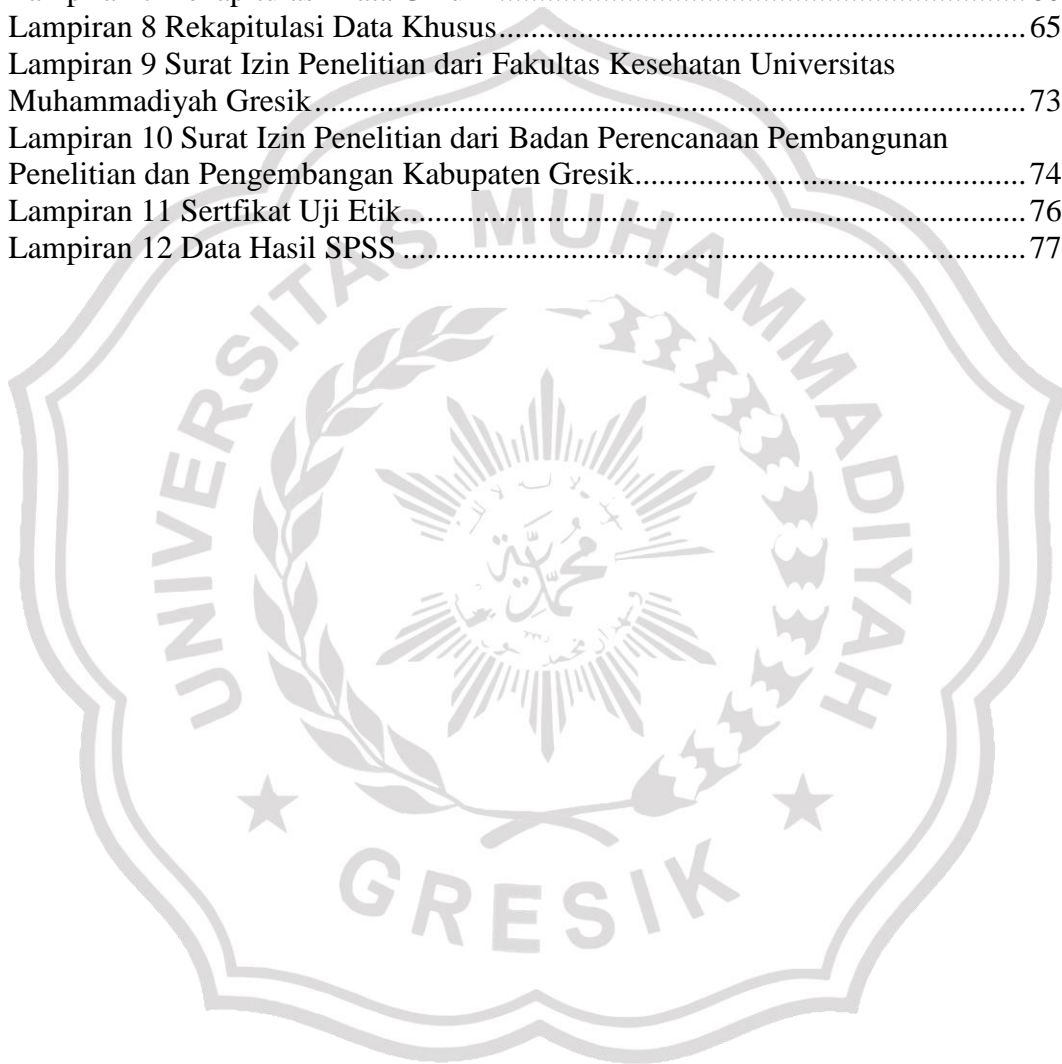 Lampiran 8 Rekapitulasi Data Khusus............................................................................65
Lampiran 9 Surat Izin Penelitian dari Fakultas Kesehatan Universitas
Muhammadiyah Gresik.......................................................................................................73
Lampiran 10 Surat Izin Penelitian dari Badan Perencanaan Pembangunan
Penelitian dan Pengembangan Kabupaten Gresik.........................................................74
Lampiran 11 Sertfikat Uji Etik..........................................................................................76
Lampiran 12 Data Hasil SPSS ..........................................................................................77
UNIVERSITAS MUHAMMADIYAH
GRESIK